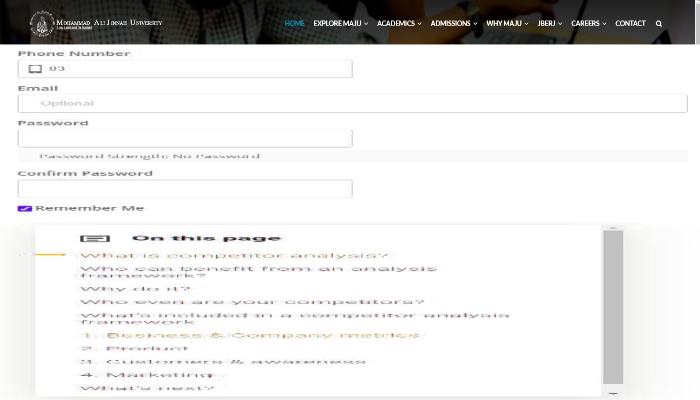 Mohammad Ali Jinnah University
HOME EXPLORE MAJU ACADEMICS ADMISSIONS WHY MAJU JBERJ CAREERS CONTACT
Phone Number
03
Email
Optional
Password
Password Strength: No Password
Confirm Password
Remember Me
On this page
What is competitor analysis?
Who can benefit from an analysis
framework?
Why do it?
Who even are your competitors?
What's included in a competitor analysis
framework
1. Business & Company metrics
2. Product
3. Customers & awareness
4. Marketing
What's next?